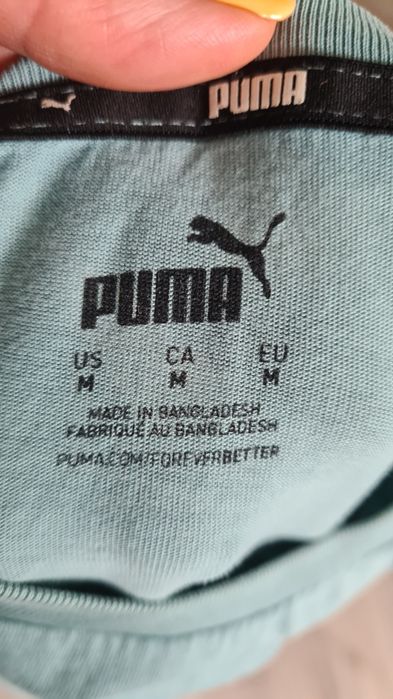 PUMA
PUMA
US CA EU
M M M
MADE IN BANGLADESH
FABRIQUÉ AU BANGLADESH
PUMA.COM/FOREVERBETTER